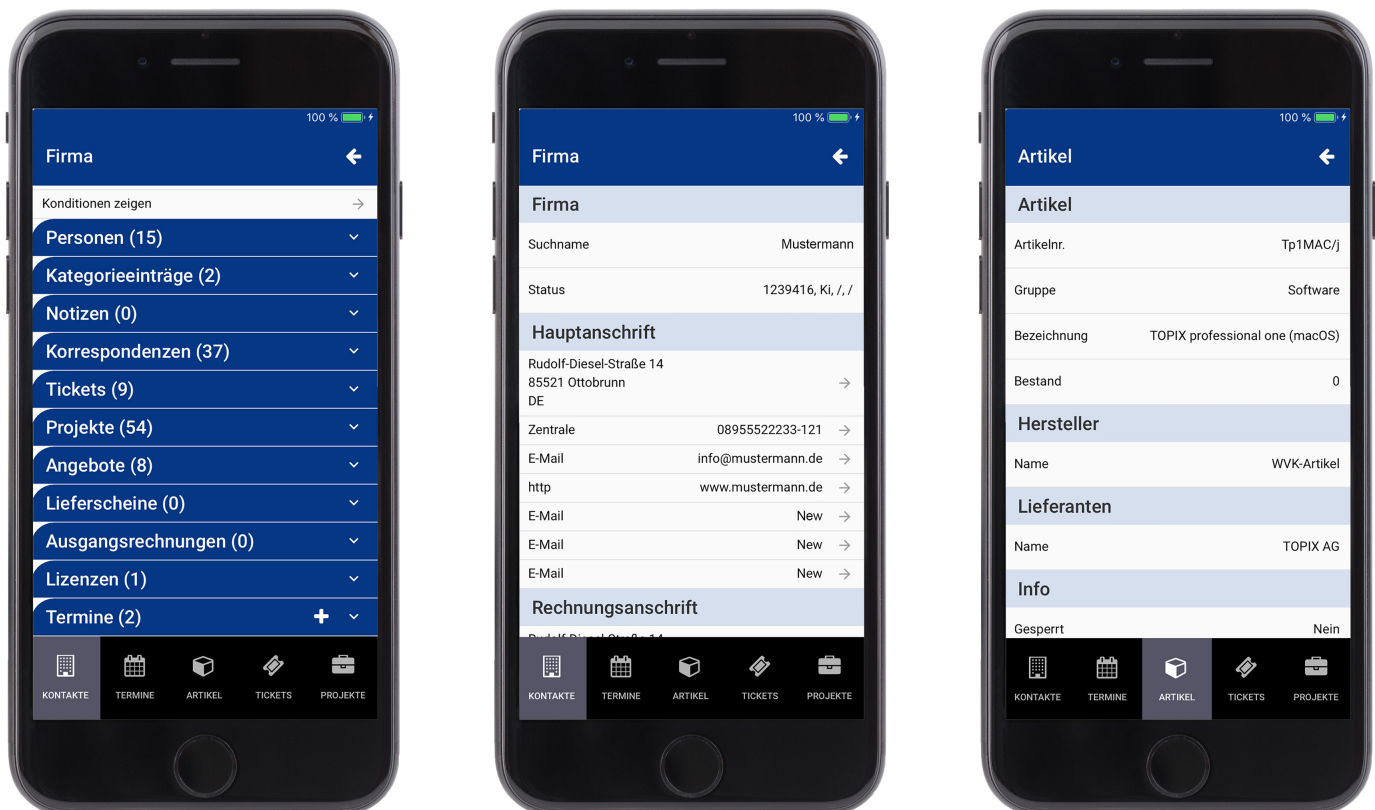 100 %
Firma
Konditionen zeigen
Personen (15)
Kategorieeinträge (2)
Notizen (0)
Korrespondenzen (37)
Tickets (9)
Projekte (54)
Angebote (8)
Lieferscheine (0)
Ausgangsrechnungen (0)
Lizenzen (1)
Termine (2)
KONTAKTE TERMINE ARTIKEL TICKETS PROJEKTE
100 %
Firma
Firma
Suchname Mustermann
Status 1239416, Ki, /, /
Hauptanschrift
Rudolf-Diesel-Straße 14
85521 Ottobrunn
DE
Zentrale 08955522233-121
E-Mail info@mustermann.de
http www.mustermann.de
E-Mail New
E-Mail New
E-Mail New
Rechnungsanschrift
Rudolf-Diesel-Straße 14
KONTAKTE TERMINE ARTIKEL TICKETS PROJEKTE
100 %
Artikel
Artikel
Artikelnr. Tp1MAC/j
Gruppe Software
Bezeichnung TOPIX professional one (macOS)
Bestand 0
Hersteller
Name WVK-Artikel
Lieferanten
Name TOPIX AG
Info
Gesperrt Nein
KONTAKTE TERMINE ARTIKEL TICKETS PROJEKTE